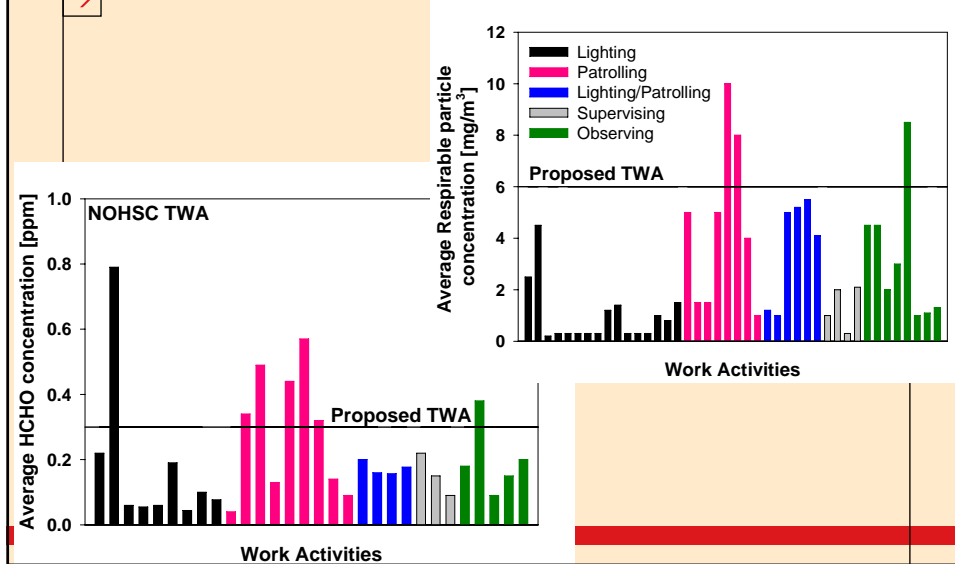 12
10
8
6
4
2
0
Average Respirable particle
concentration [mg/m³]
Lighting
Patrolling
Lighting/Patrolling
Supervising
Observing
Proposed TWA
Work Activities
1.0
0.8
0.6
0.4
0.2
0.0
Average HCHO concentration [ppm]
NOHSC TWA
Proposed TWA
Work Activities